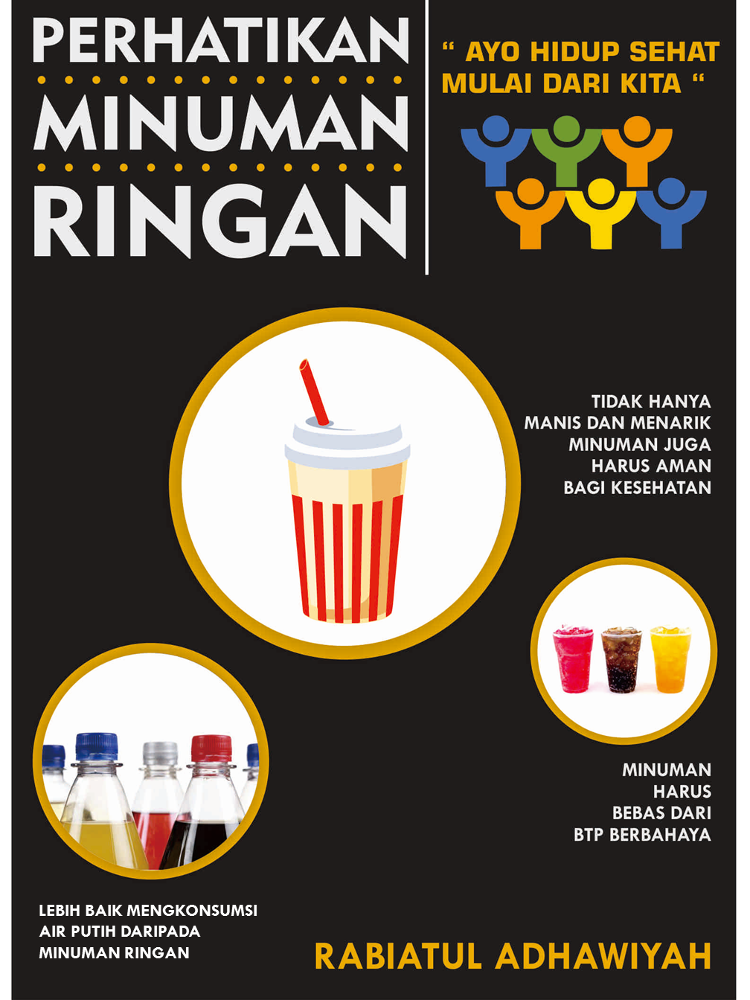 PERHATIKAN
MINUMAN
RINGAN
“ AYO HIDUP SEHAT
MULAI DARI KITA “
TIDAK HANYA
MANIS DAN MENARIK
MINUMAN JUGA
HARUS AMAN
BAGI KESEHATAN
MINUMAN
HARUS
BEBAS DARI
BTP BERBAHAYA
LEBIH BAIK MENGKONSUMSI
AIR PUTIH DARIPADA
MINUMAN RINGAN
RABIATUL ADHAWIYAH